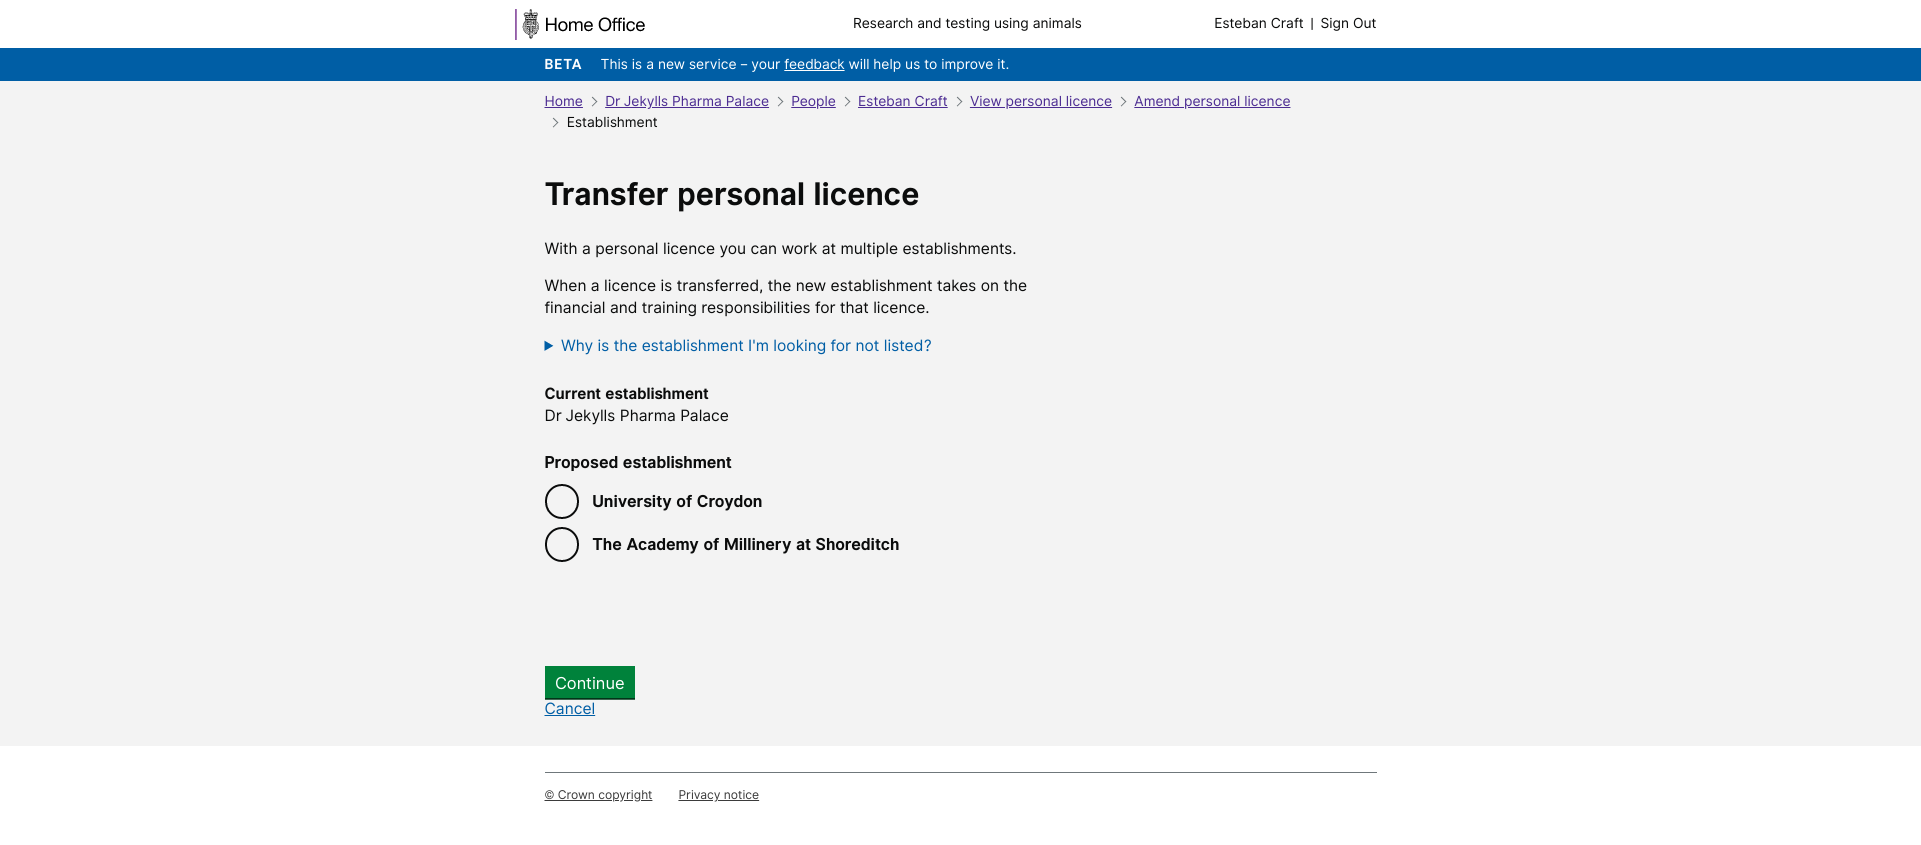 Home Office
Research and testing using animals
Esteban Craft | Sign Out
BETA This is a new service – your feedback will help us to improve it.
Home > Dr Jekylls Pharma Palace > People > Esteban Craft > View personal licence > Amend personal licence
> Establishment
Transfer personal licence
With a personal licence you can work at multiple establishments.
When a licence is transferred, the new establishment takes on the
financial and training responsibilities for that licence.
Why is the establishment I'm looking for not listed?
Current establishment
Dr Jekylls Pharma Palace
Proposed establishment
University of Croydon
The Academy of Millinery at Shoreditch
Continue
Cancel
© Crown copyright Privacy notice